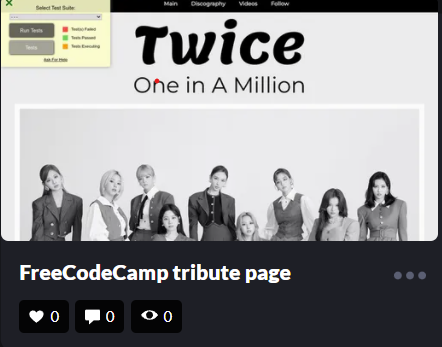 Main Discography Videos Follow
Select Test Suite:
Run Tests
Test(s) Failed
Tests
Tests Passed
Tests Executing
Ask For Help
Twice
One in A Million
FreeCodeCamp tribute page
0 0 0